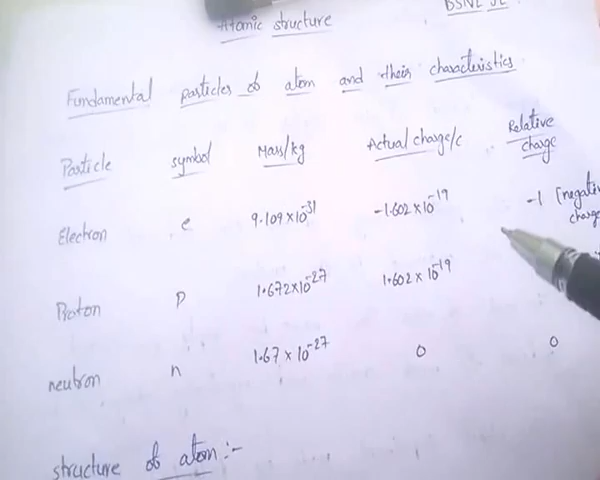 Atomic structure
Fundamental particles of atom and their characteristics
Particle symbol Mass/kg Actual charge/c Relative charge
Electron e 9.109 x 10^-31 -1.602 x 10^-19 -1 [negative charge
Proton p 1.672 x 10^-27 1.602 x 10^-19
neutron n 1.67 x 10^-27 0 0
structure of atom :-